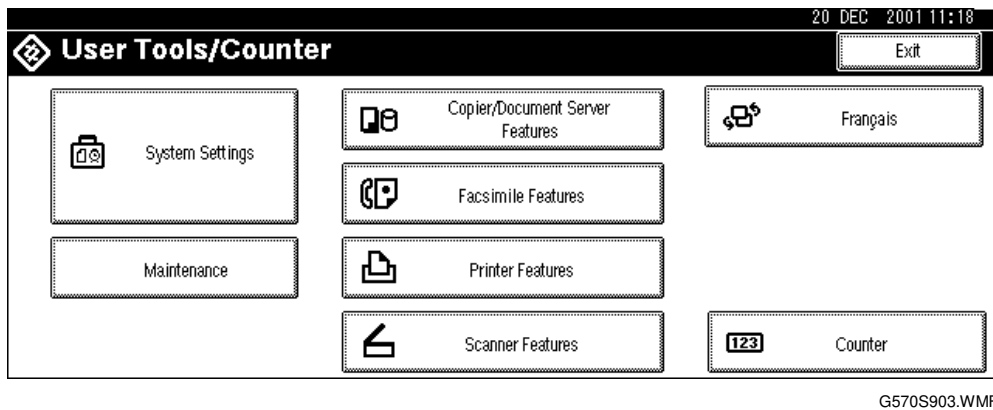 20 DEC 2001 11:18
User Tools/Counter
Exit
System Settings
Maintenance
Copier/Document Server
Features
Facsimile Features
Printer Features
Scanner Features
Français
123
Counter
G570S903.WMF